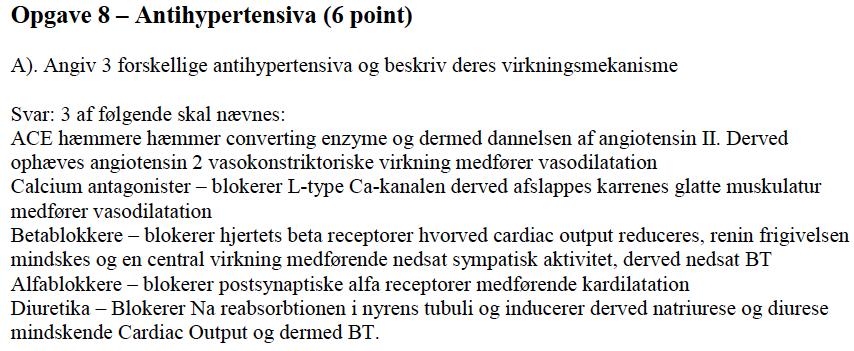 Opgave 8 – Antihypertensiva (6 point)
A). Angiv 3 forskellige antihypertensiva og beskriv deres virkningsmekanisme
Svar: 3 af følgende skal nævnes:
ACE hæmmere hæmmer converting enzyme og dermed dannelsen af angiotensin II. Derved
ophæves angiotensin 2 vasokonstriktoriske virkning medfører vasodilatation
Calcium antagonister – blokerer L-type Ca-kanalen derved afslappes karrenes glatte muskulatur
medfører vasodilatation
Betablokkere – blokerer hjertets beta receptorer hvorved cardiac output reduceres, renin frigivelsen
mindskes og en central virkning medførende nedsat sympatisk aktivitet, derved nedsat BT
Alfablokkere – blokerer postsynaptiske alfa receptorer medførende kardilatation
Diuretika – Blokerer Na reabsorbtionen i nyrens tubuli og inducerer derved natriurese og diurese
mindskende Cardiac Output og dermed BT.